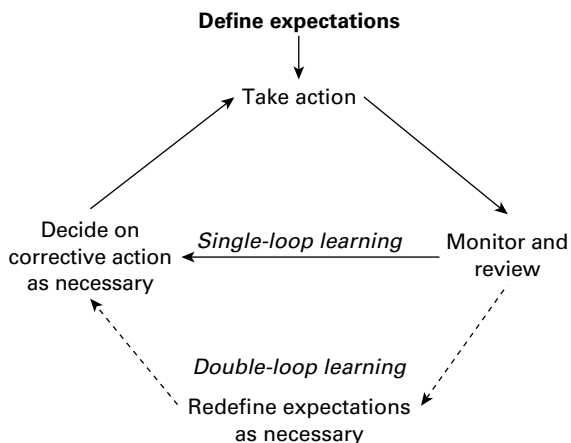 Define expectations
Take action
Decide on
corrective action
as necessary
Single-loop learning
Monitor and
review
Double-loop learning
Redefine expectations
as necessary